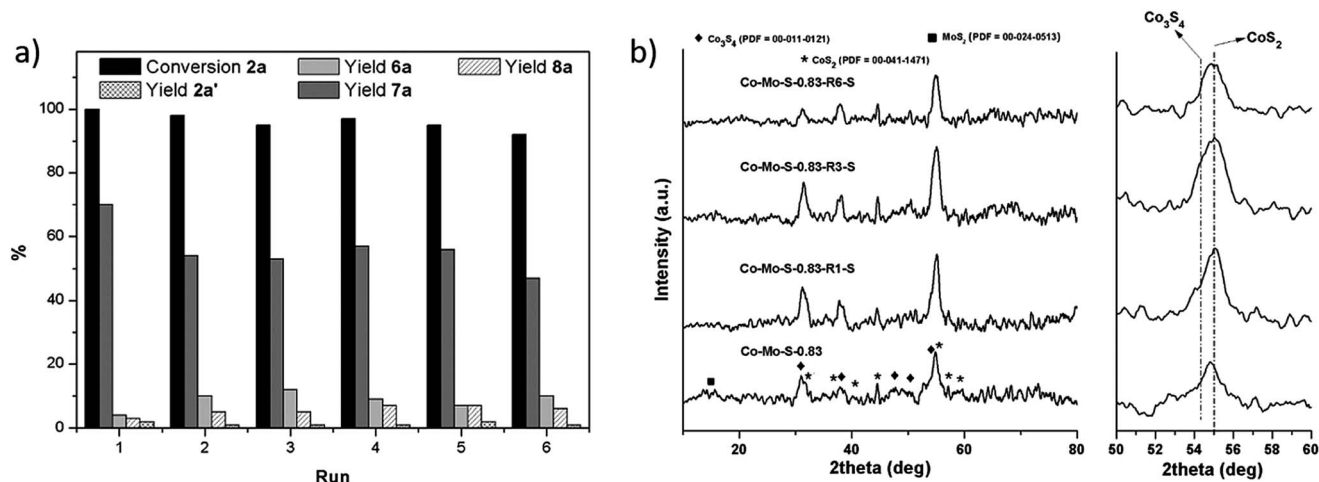 a)
Conversion 2a
Yield 6a
Yield 8a
Yield 2a'
Yield 7a
100
80
60
40
20
0
%
1 2 3 4 5 6
Run
b)
◆ Co₃S₄ (PDF = 00-011-0121)
■ MoS₂ (PDF = 00-024-0513)
* CoS₂ (PDF = 00-041-1471)
Co-Mo-S-0.83-R6-S
Co-Mo-S-0.83-R3-S
Co-Mo-S-0.83-R1-S
Co-Mo-S-0.83
Intensity (a.u.)
20 40 60 80
2theta (deg)
Co₃S₄
CoS₂
50 52 54 56 58 60
2theta (deg)